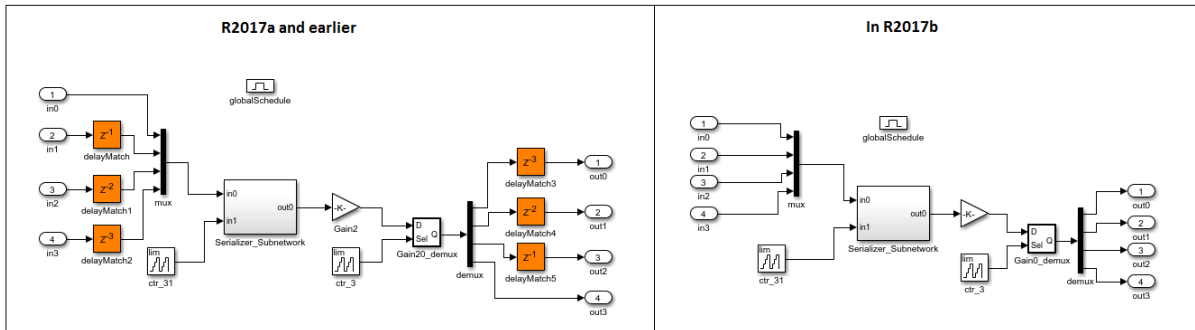 R2017a and earlier
globalSchedule
1
in0
2
in1
Z-1
delayMatch
3
in2
Z-2
delayMatch1
4
in3
Z-3
delayMatch2
mux
lim
ctr_31
in0
in1
out0
Serializer_Subnetwork
-K-
Gain2
lim
ctr_3
D
Sel
Q
Gain20_demux
demux
Z-3
delayMatch3
1
out0
Z-2
delayMatch4
2
out1
Z-1
delayMatch5
3
out2
4
out3
In R2017b
globalSchedule
1
in0
2
in1
3
in2
4
in3
mux
lim
ctr_31
in0
in1
out0
Serializer_Subnetwork
-K-
lim
ctr_3
D
Sel
Q
Gain0_demux
demux
1
out0
2
out1
3
out2
4
out3